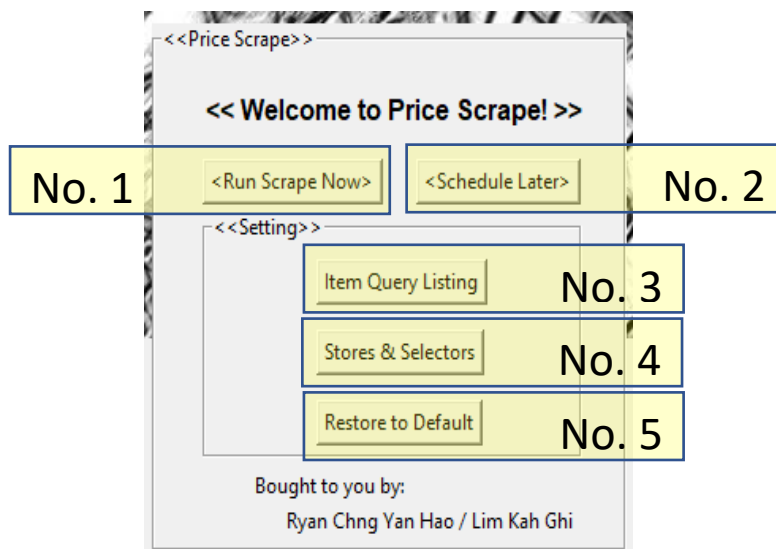 <<Price Scrape>>
<< Welcome to Price Scrape! >>
No. 1 <Run Scrape Now> <Schedule Later> No. 2
<<Setting>>
Item Query Listing No. 3
Stores & Selectors No. 4
Restore to Default No. 5
Bought to you by:
Ryan Chng Yan Hao / Lim Kah Ghi